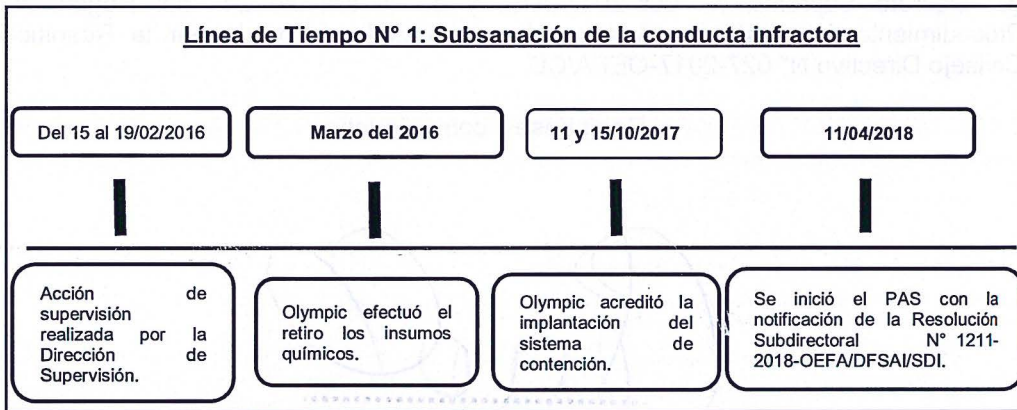 Línea de Tiempo N° 1: Subsanación de la conducta infractora
Del 15 al 19/02/2016
Marzo del 2016
11 y 15/10/2017
11/04/2018
Acción de
supervisión
realizada por la
Dirección de
Supervisión.
Olympic efectuó el
retiro los insumos
químicos.
Olympic acreditó la
implantación del
sistema de
contención.
Se inició el PAS con la
notificación de la Resolución
Subdirectoral N° 1211-
2018-OEFA/DFSAI/SDI.